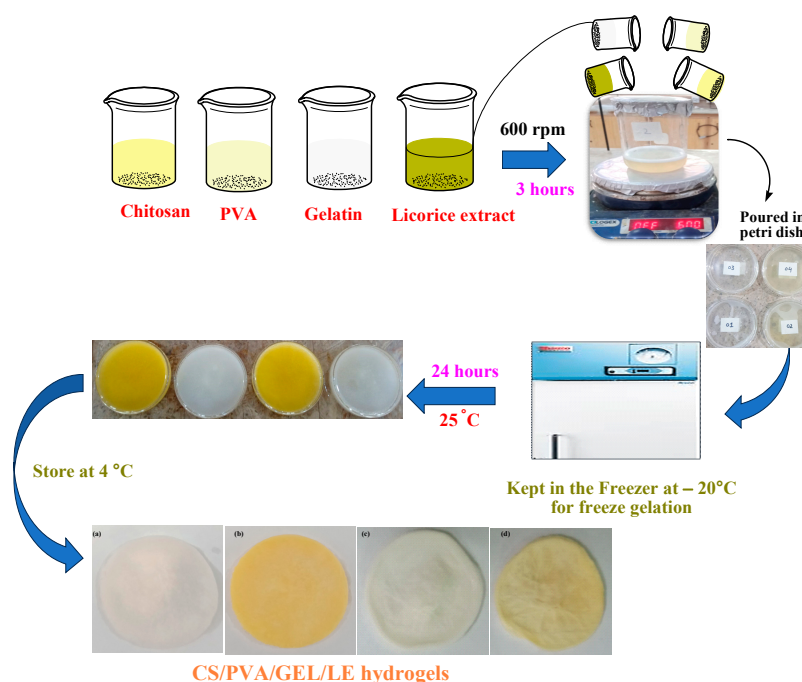 600 rpm
3 hours
Chitosan
PVA
Gelatin
Licorice extract
OFF 600
Poured in
petri dish
03
04
01
02
24 hours
25 °C
Kept in the Freezer at – 20°C
for freeze gelation
Store at 4 °C
(a)
(b)
(c)
(d)
CS/PVA/GEL/LE hydrogels